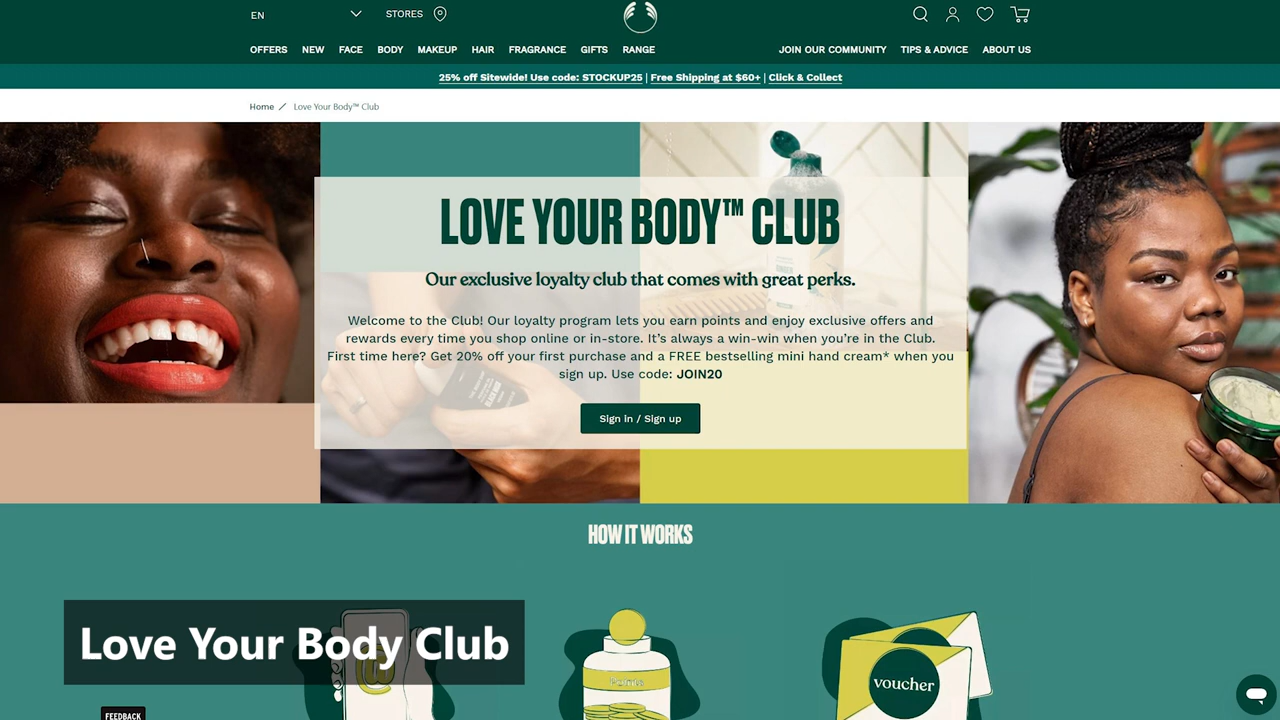 EN
STORES
OFFERS NEW FACE BODY MAKEUP HAIR FRAGRANCE GIFTS RANGE JOIN OUR COMMUNITY TIPS & ADVICE ABOUT US
25% off Sitewide! Use code: STOCKUP25 | Free Shipping at $60+ | Click & Collect
Home / Love Your Body™ Club
LOVE YOUR BODY™ CLUB
Our exclusive loyalty club that comes with great perks.
Welcome to the Club! Our loyalty program lets you earn points and enjoy exclusive offers and
rewards every time you shop online or in-store. It’s always a win-win when you’re in the Club.
First time here? Get 20% off your first purchase and a FREE bestselling mini hand cream* when you
sign up. Use code: JOIN20
Sign in / Sign up
HOW IT WORKS
Love Your Body Club
Points
voucher
FEEDBACK